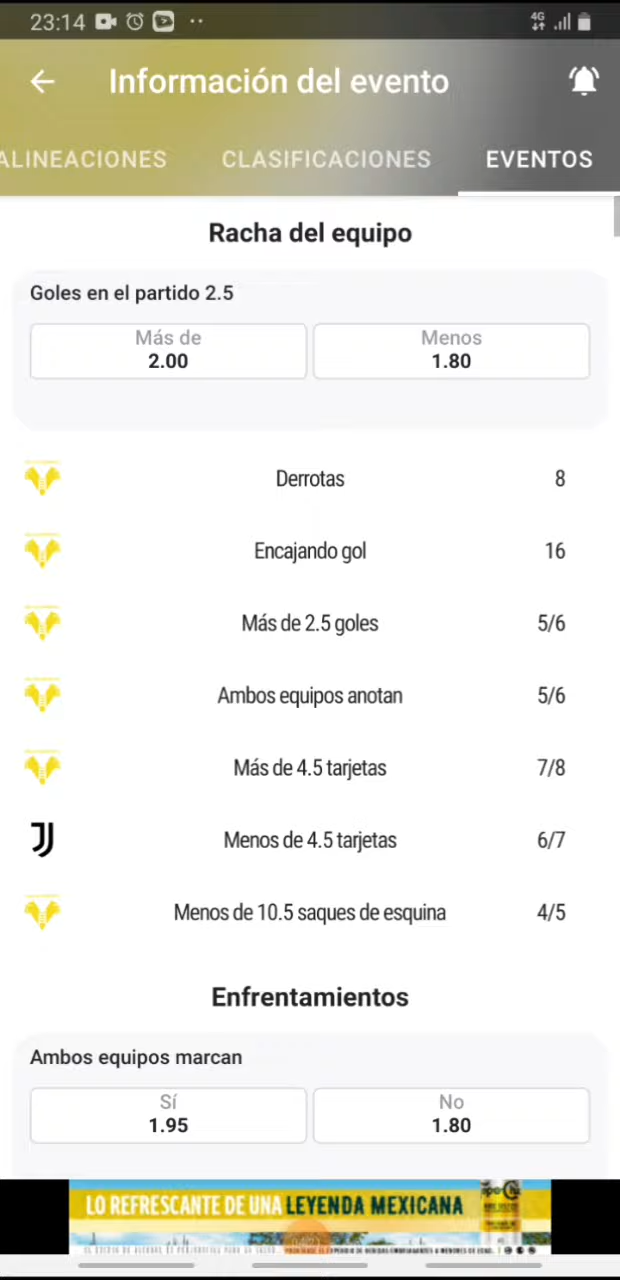 23:14
4G
Información del evento
ALINEACIONES CLASIFICACIONES EVENTOS
Racha del equipo
Goles en el partido 2.5
Más de Menos
2.00 1.80
Derrotas 8
Encajando gol 16
Más de 2.5 goles 5/6
Ambos equipos anotan 5/6
Más de 4.5 tarjetas 7/8
Menos de 4.5 tarjetas 6/7
Menos de 10.5 saques de esquina 4/5
Enfrentamientos
Ambos equipos marcan
Sí No
1.95 1.80
LO REFRESCANTE DE UNA LEYENDA MEXICANA